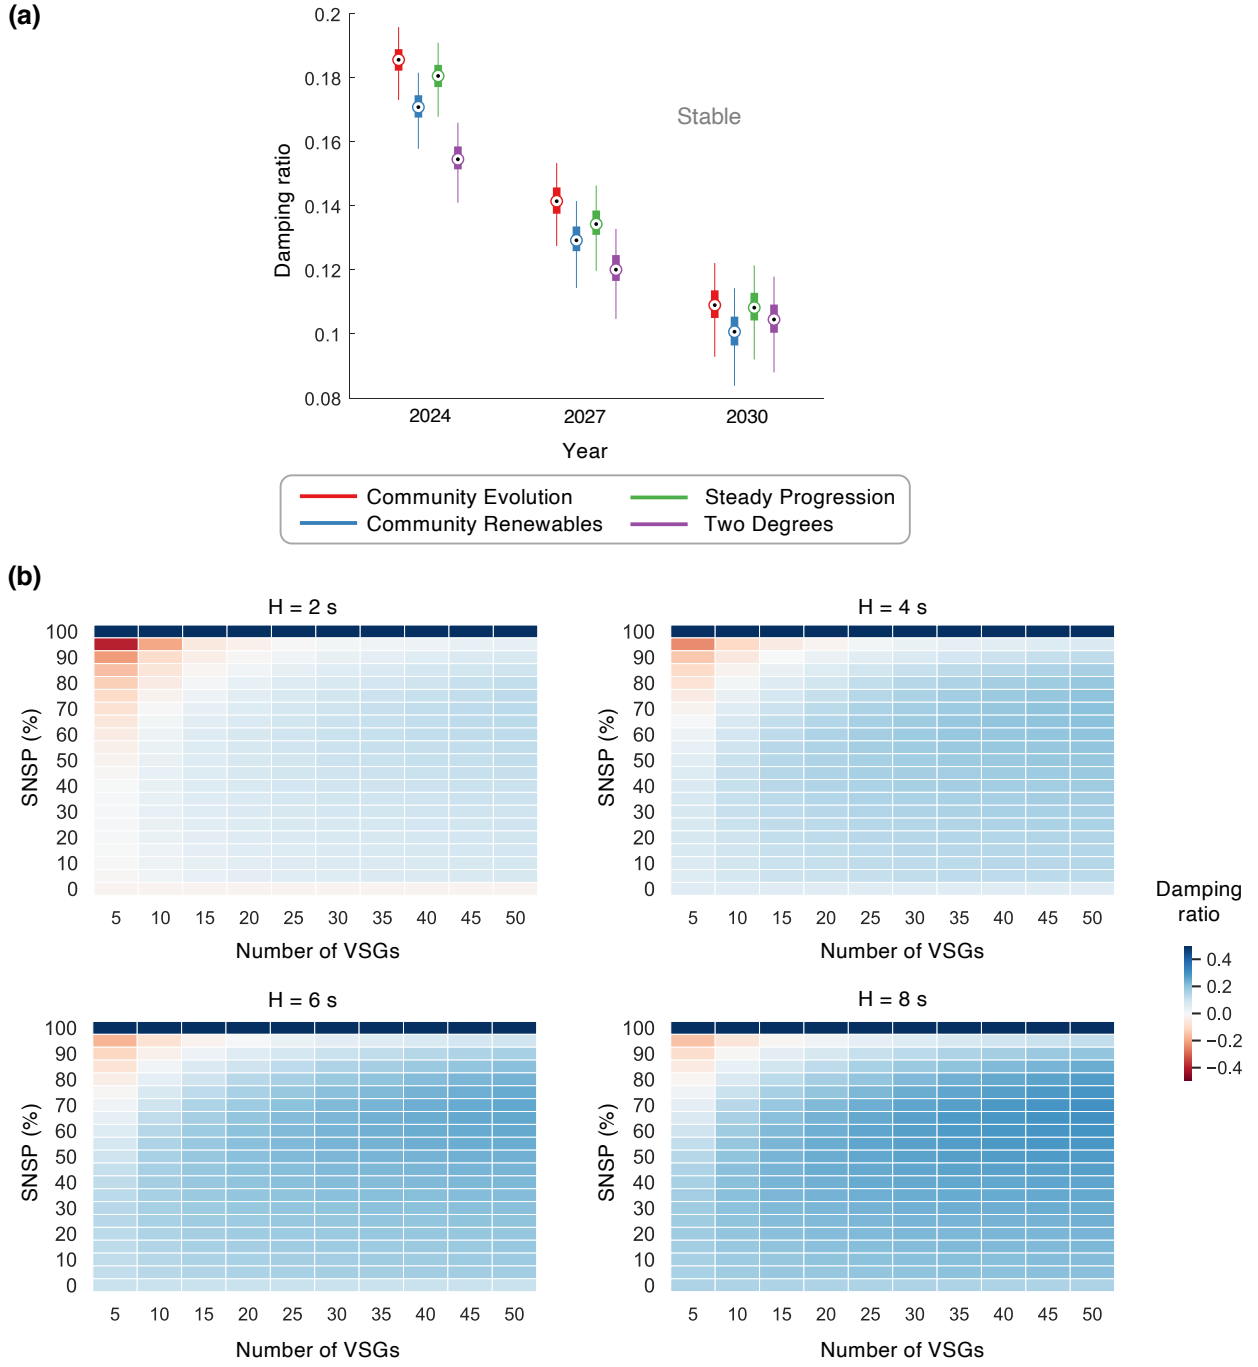 (a)
0.2
0.18
0.16
0.14
0.12
0.1
0.08
Damping ratio
Stable
2024 2027 2030
Year
Community Evolution
Steady Progression
Community Renewables
Two Degrees
(b)
H = 2 s
100
90
80
70
60
50
40
30
20
10
0
SNSP (%)
5 10 15 20 25 30 35 40 45 50
Number of VSGs
H = 4 s
100
90
80
70
60
50
40
30
20
10
0
SNSP (%)
5 10 15 20 25 30 35 40 45 50
Number of VSGs
Damping
ratio
0.4
0.2
0.0
−0.2
−0.4
H = 6 s
100
90
80
70
60
50
40
30
20
10
0
SNSP (%)
5 10 15 20 25 30 35 40 45 50
Number of VSGs
H = 8 s
100
90
80
70
60
50
40
30
20
10
0
SNSP (%)
5 10 15 20 25 30 35 40 45 50
Number of VSGs